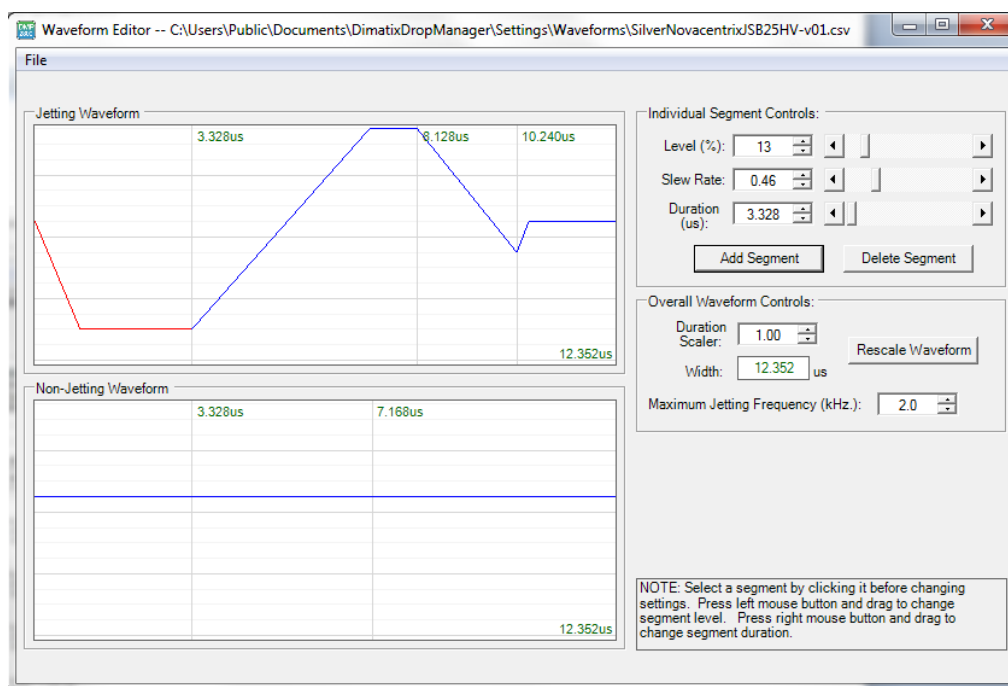 Waveform Editor -- C:\Users\Public\Documents\DimatixDropManager\Settings\Waveforms\SilverNovacentrixJSB25HV-v01.csv
File
Jetting Waveform
3.328us
8.128us
10.240us
12.352us
Non-Jetting Waveform
3.328us
7.168us
12.352us
Individual Segment Controls:
Level (%): 13
Slew Rate: 0.46
Duration
(us): 3.328
Add Segment
Delete Segment
Overall Waveform Controls:
Duration
Scaler: 1.00
Rescale Waveform
Width: 12.352 us
Maximum Jetting Frequency (kHz.): 2.0
NOTE: Select a segment by clicking it before changing
settings. Press left mouse button and drag to change
segment level. Press right mouse button and drag to
change segment duration.